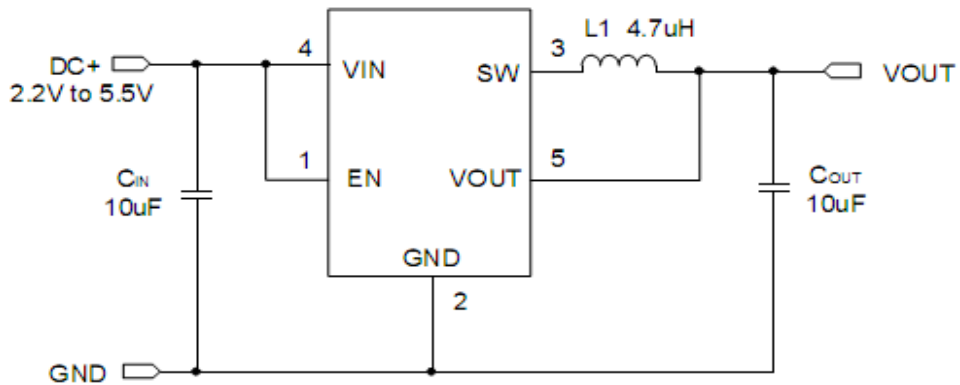 DC+
2.2V to 5.5V
4
VIN
1
EN
SW
3
L1 4.7uH
VOUT
5
VOUT
GND
2
CIN
10uF
COUT
10uF
GND